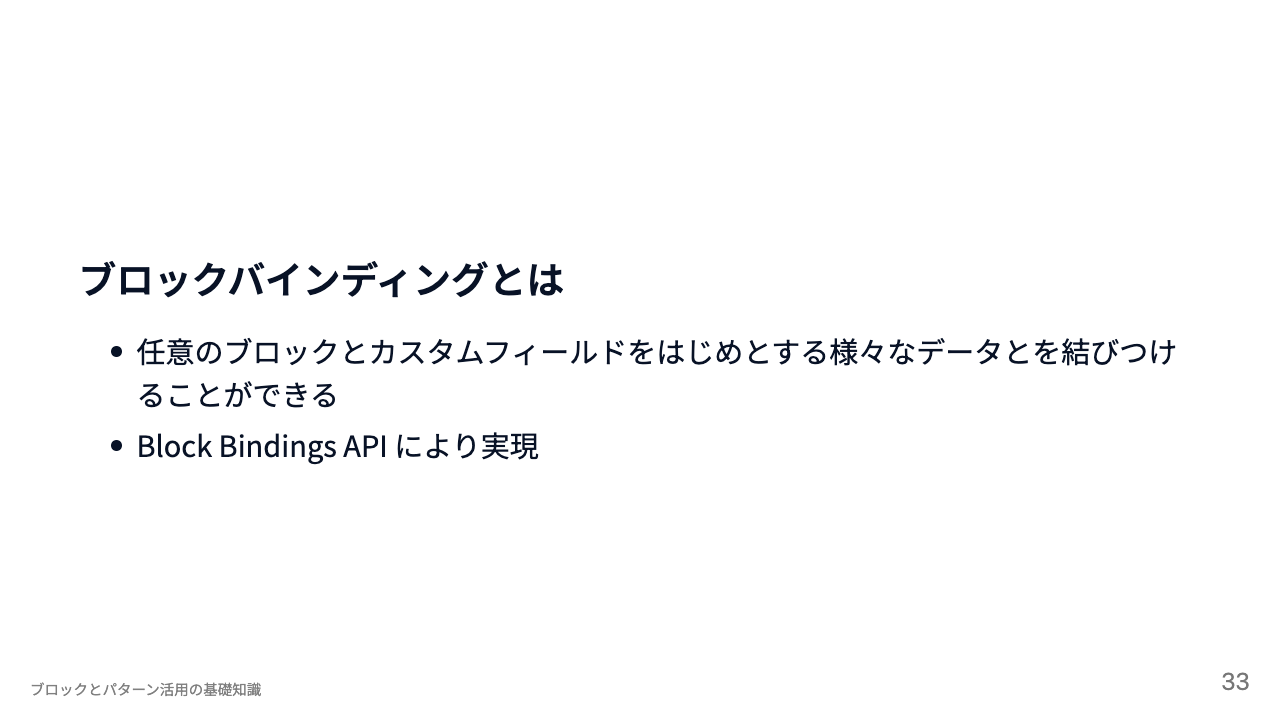 ブロックバインディングとは
任意のブロックとカスタムフィールドをはじめとする様々なデータとを結びつけ
ることができる
Block Bindings API により実現
ブロックとパターン活用の基礎知識
33